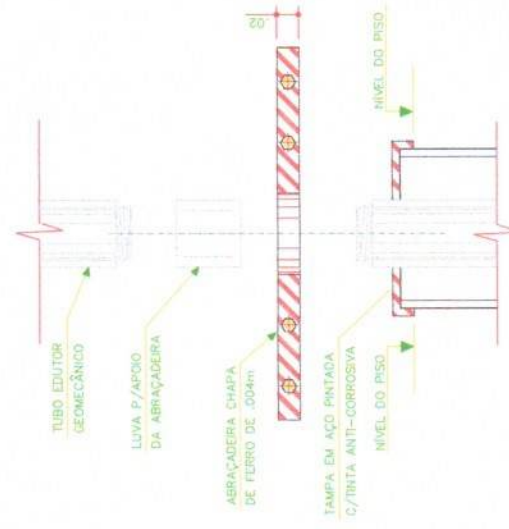 TUBO EDUTOR
GEOMECÂNICO
LUVA P/APOIO
DA ABRAÇADEIRA
ABRAÇADEIRA CHAPA
DE FERRO DE .004m
TAMPA EM AÇO PINTADA
C/TINTA ANTI-CORROSIVA
NÍVEL DO PISO
NÍVEL DO PISO
.02